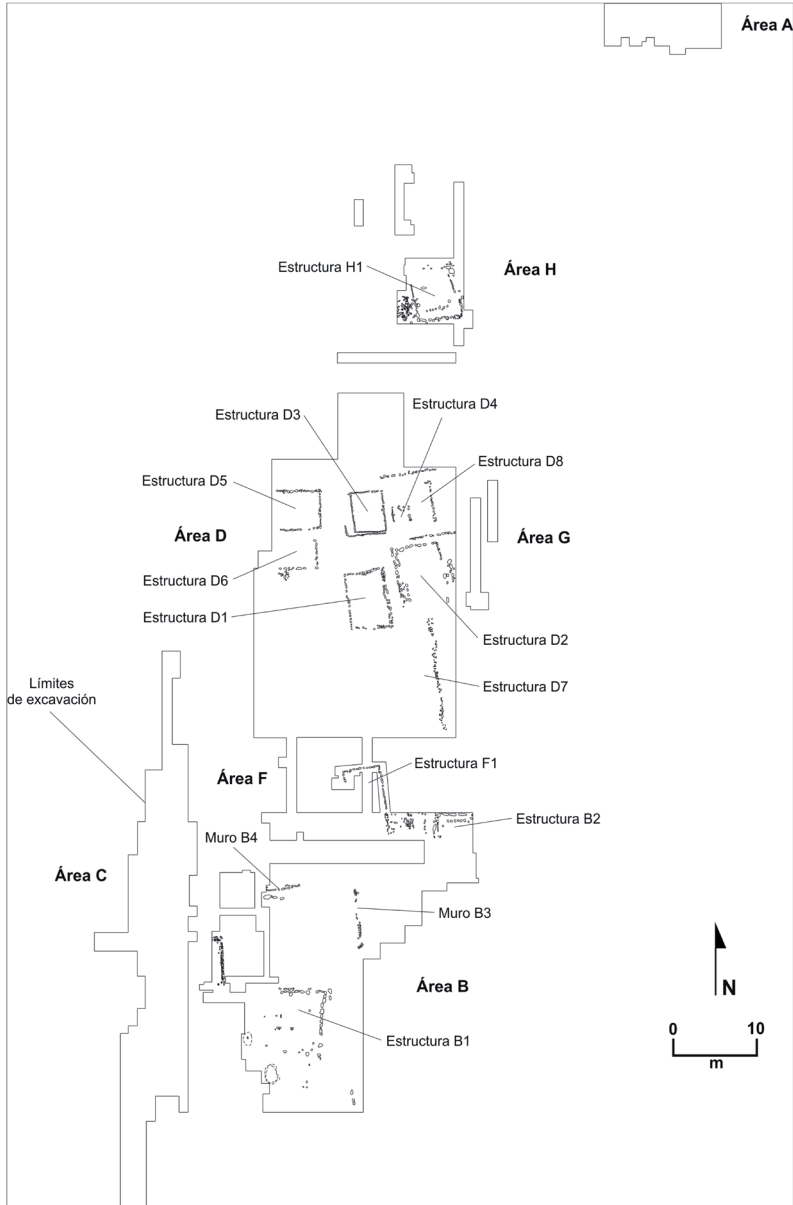 Área A
Estructura H1
Área H
Estructura D3
Estructura D4
Estructura D5
Estructura D8
Área D
Área G
Estructura D6
Estructura D1
Estructura D2
Estructura D7
Límites
de excavación
Área F
Estructura F1
Estructura B2
Muro B4
Área C
Muro B3
Área B
N
Estructura B1
0 10
m